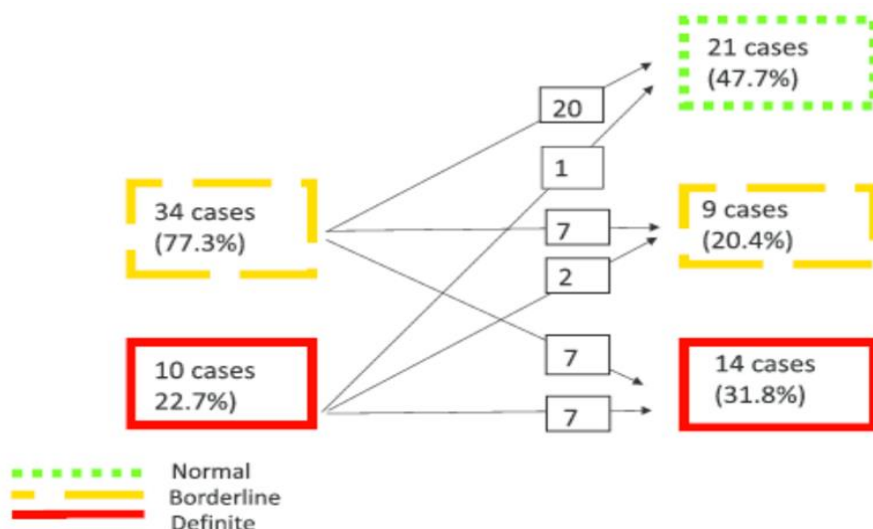 21 cases
(47.7%)
20
1
34 cases
(77.3%)
7
9 cases
(20.4%)
2
10 cases
22.7%)
7
14 cases
(31.8%)
7
Normal
Borderline
Definite